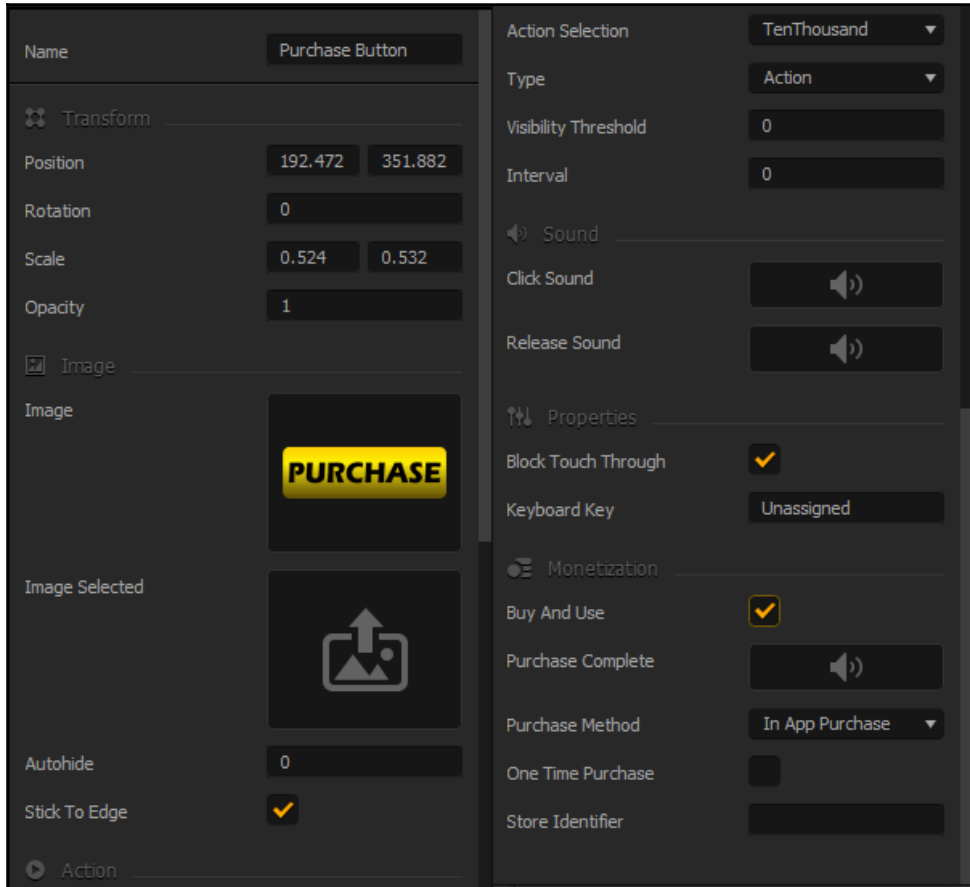 Name Purchase Button
Transform
Position 192.472 351.882
Rotation 0
Scale 0.524 0.532
Opacity 1
Image
Image
PURCHASE
Image Selected
Autohide 0
Stick To Edge
Action
Action Selection TenThousand
Type Action
Visibility Threshold 0
Interval 0
Sound
Click Sound
Release Sound
Properties
Block Touch Through
Keyboard Key Unassigned
Monetization
Buy And Use
Purchase Complete
Purchase Method In App Purchase
One Time Purchase
Store Identifier